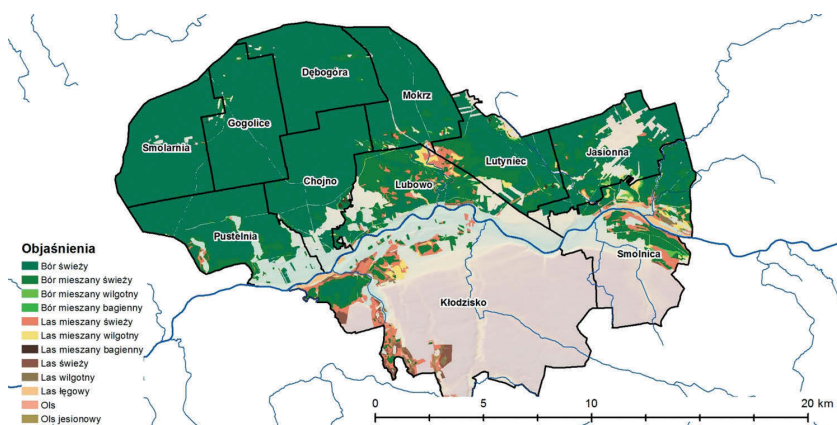 Dębogóra
Mokrz
Gogolice
Smolarnia
Jasionna
Lutyniec
Chojno
Lubowo
Pustelnia
Smolnica
Kłodzisko
Objaśnienia
Bór świeży
Bór mieszany świeży
Bór mieszany wilgotny
Bór mieszany bagienny
Las mieszany świeży
Las mieszany wilgotny
Las mieszany bagienny
Las świeży
Las wilgotny
Las łęgowy
Ols
Ols jesionowy
0 5 10 20 km